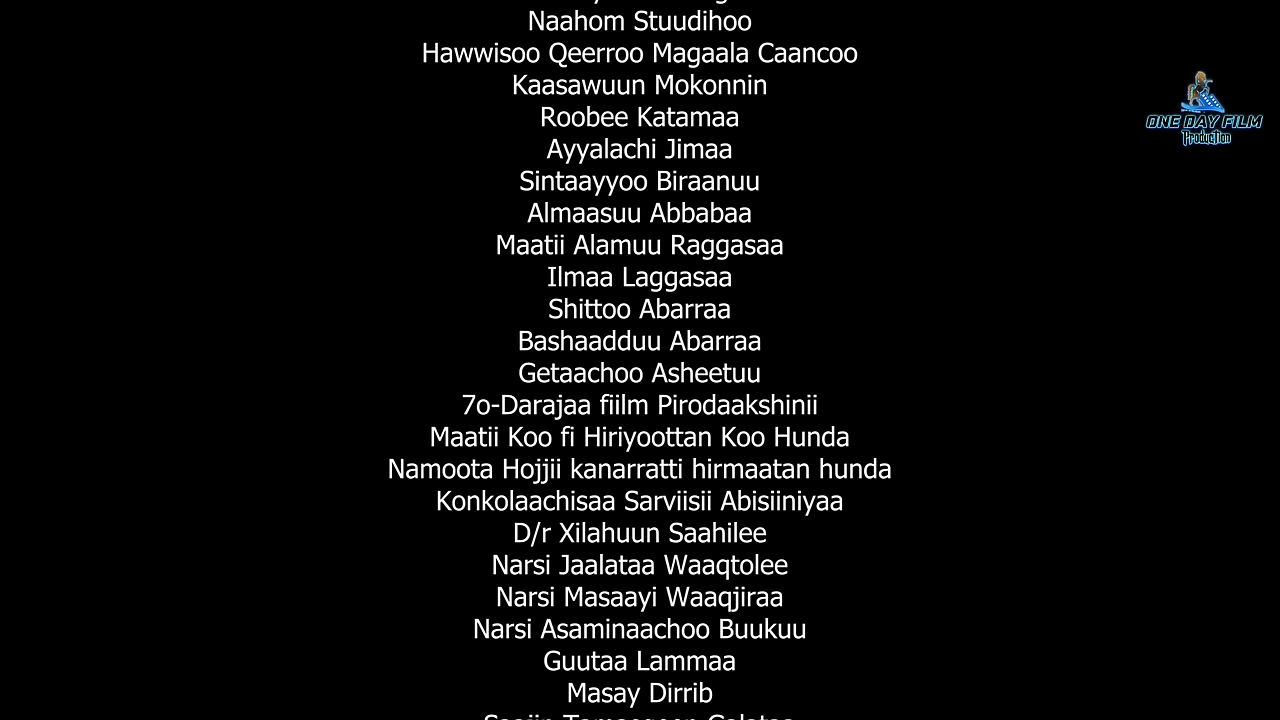 Naahom Stuudihoo
Hawwisoo Qeerroo Magaala Caancoo
Kaasawuun Mokonnin
Roobee Katamaa
Ayyalachi Jimaa
Sintaayyoo Biraanuu
Almaasuu Abbabaa
Maatii Alamuu Raggasaa
Ilmaa Laggasaa
Shittoo Abarraa
Bashaadduu Abarraa
Getaachoo Asheetuu
7o-Darajaa fiilm Pirodaakshinii
Maatii Koo fi Hiriyoottan Koo Hunda
Namoota Hojjii kanarratti hirmaatan hunda
Konkolaachisaa Sarviisii Abisiiniyaa
D/r Xilahuun Saahilee
Narsi Jaalataa Waaqtolee
Narsi Masaayi Waaqjiraa
Narsi Asaminaachoo Buukuu
Guutaa Lammaa
Masay Dirrib
ONE DAY FILM
Production